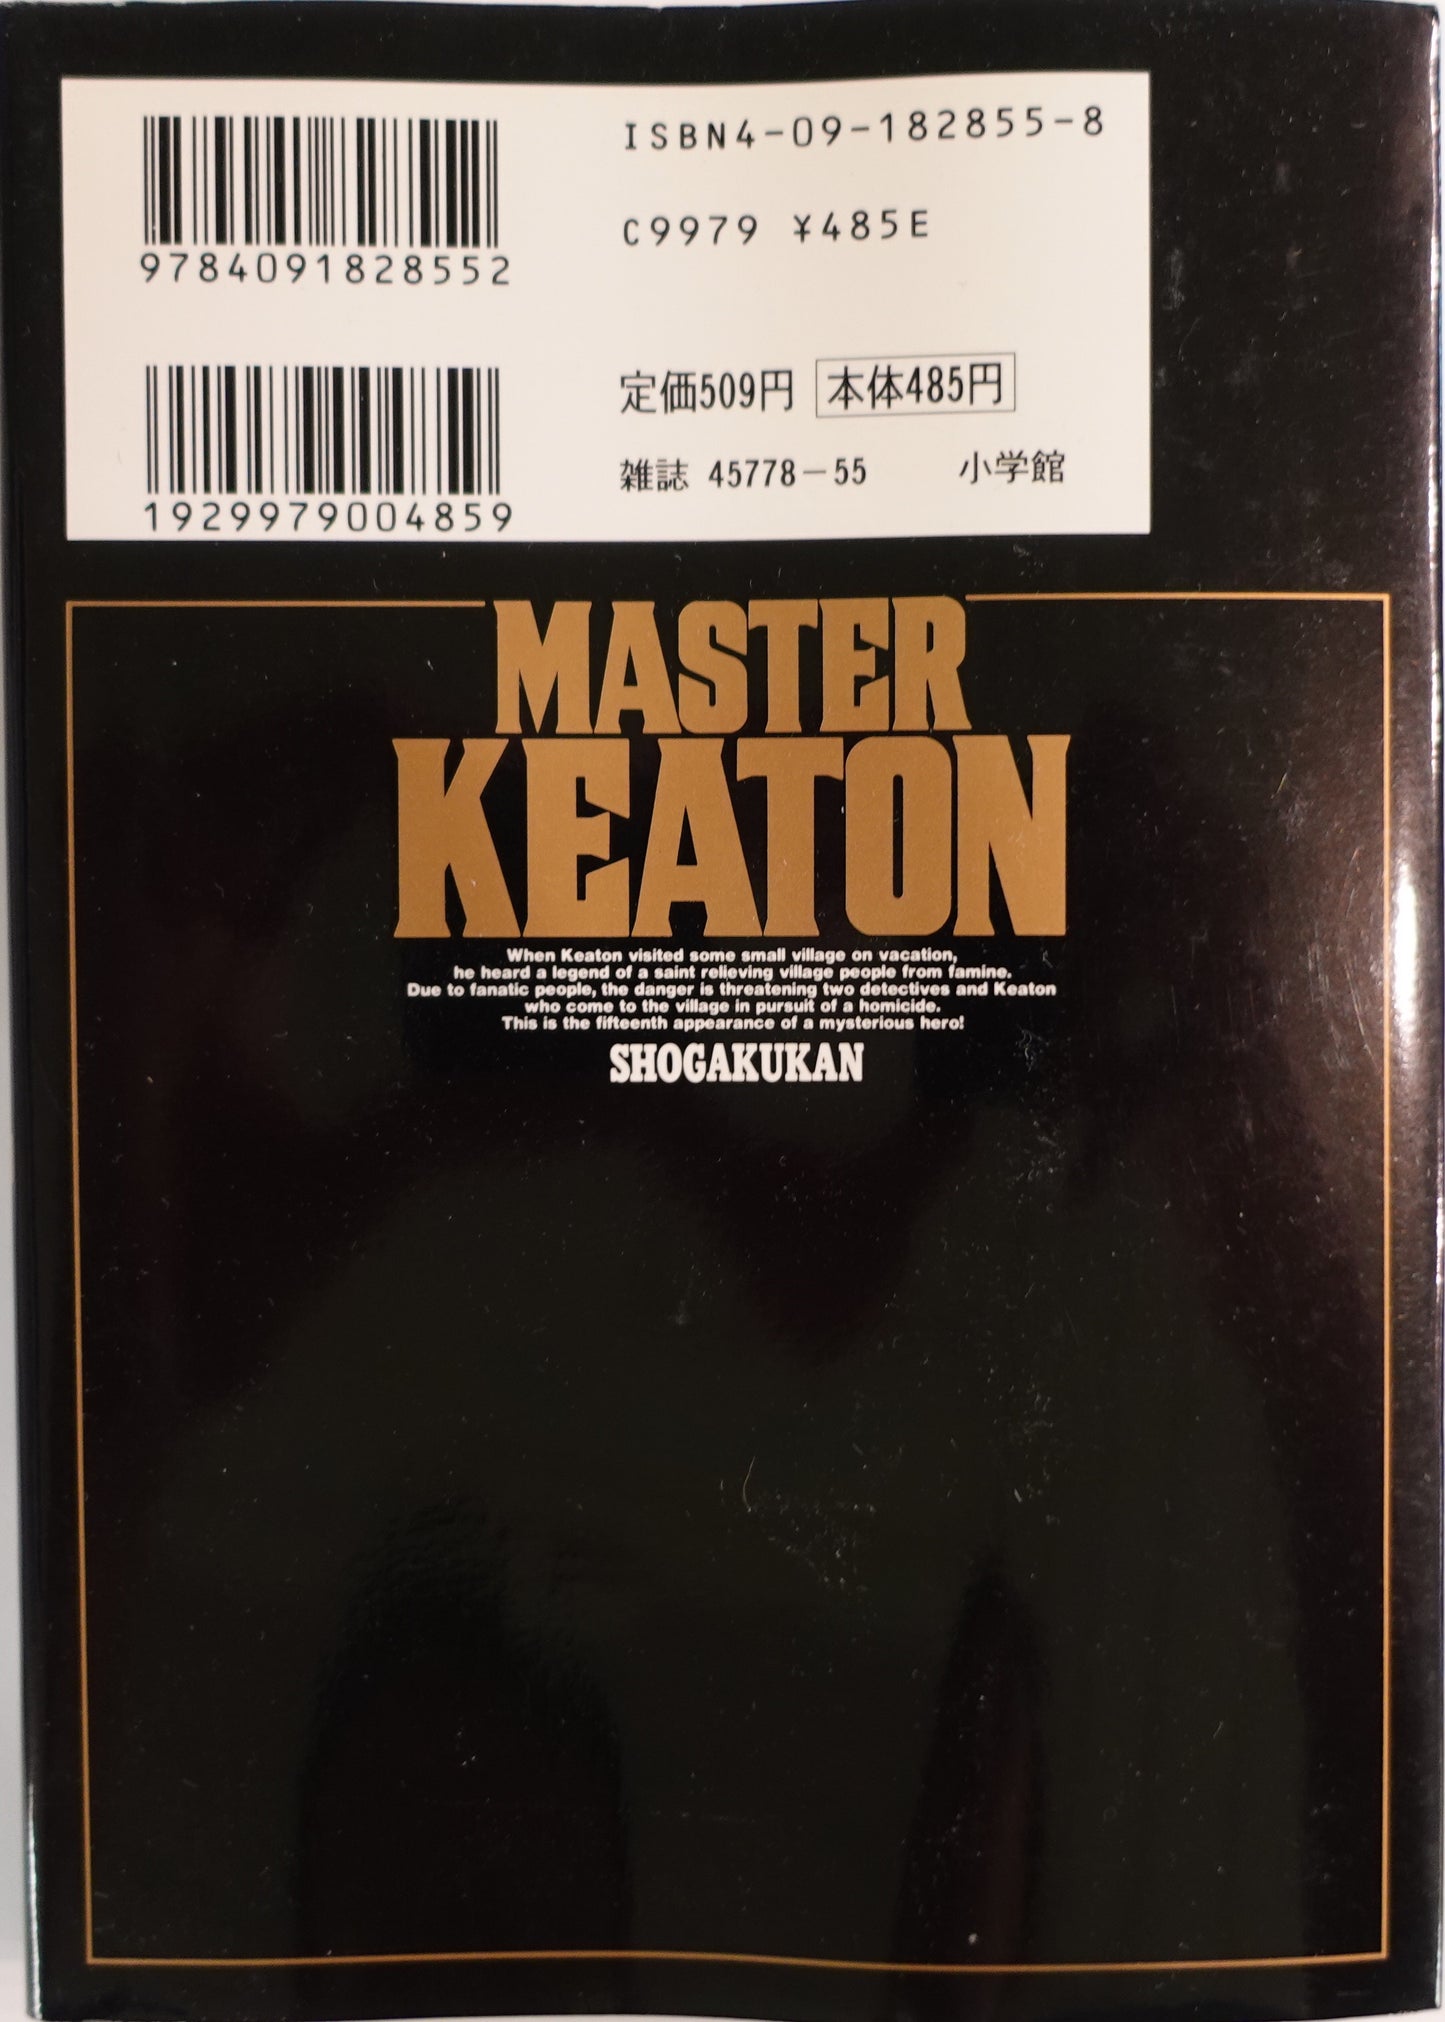 ISBN4-09-182855-8
C9979 ¥485E
9784091828552
定価509円 本体485円
雑誌 45778-55 小学館
1929979004859
MASTER
KEATON
When Keaton visited some small village on vacation,
he heard a legend of a saint relieving village people from famine.
Due to fanatic people, the danger is threatening two detectives and Keaton
who come to the village in pursuit of a homicide.
This is the fifteenth appearance of a mysterious hero!
SHOGAKUKAN